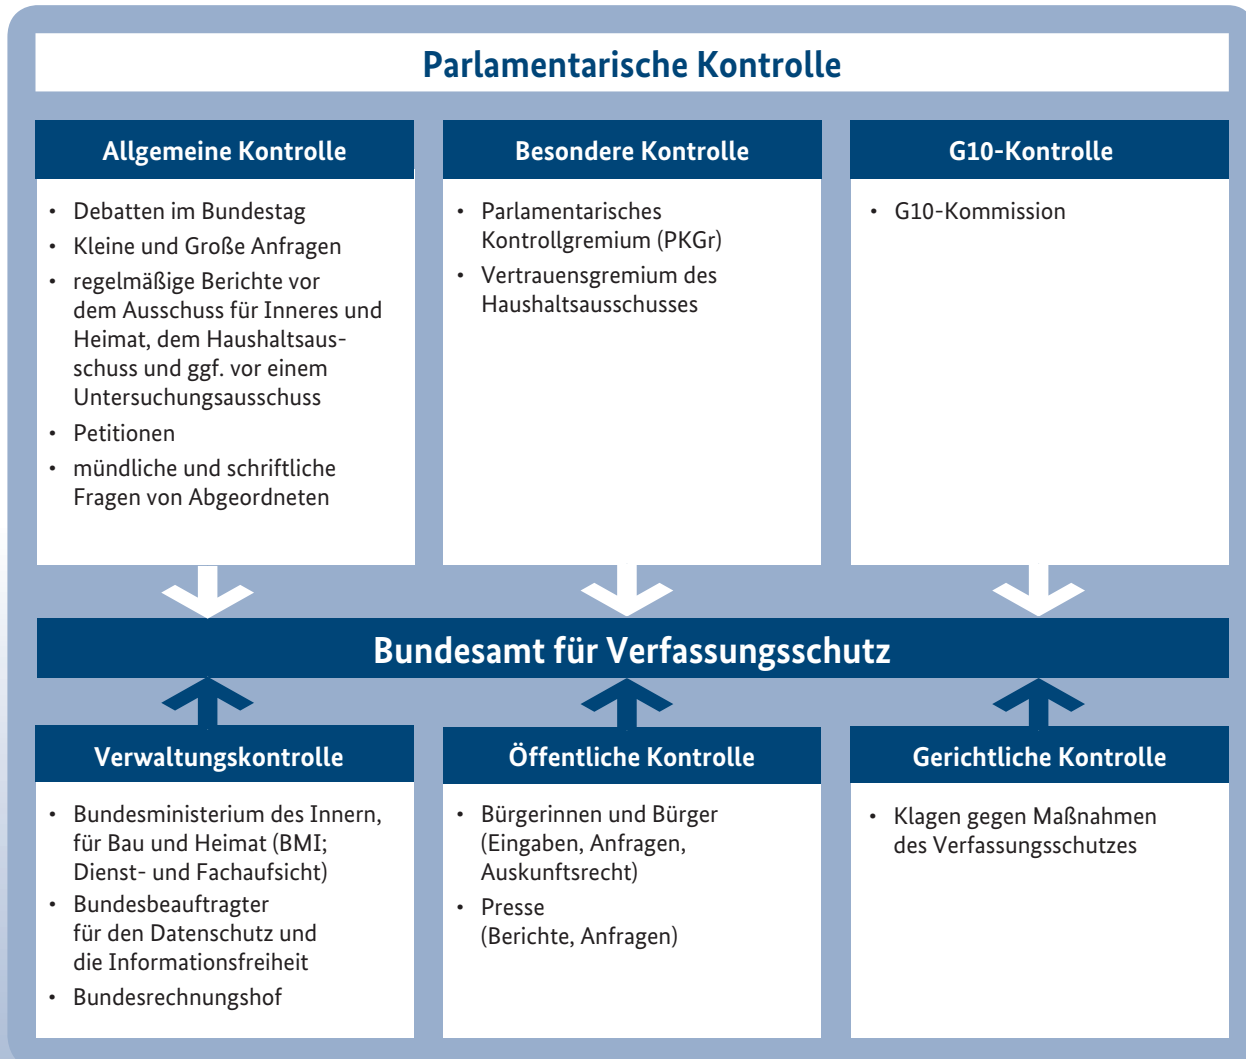 Parlamentarische Kontrolle
Allgemeine Kontrolle
• Debatten im Bundestag
• Kleine und Große Anfragen
• regelmäßige Berichte vor
dem Ausschuss für Inneres und
Heimat, dem Haushaltsaus-
schuss und ggf. vor einem
Untersuchungsausschuss
• Petitionen
• mündliche und schriftliche
Fragen von Abgeordneten
Besondere Kontrolle
• Parlamentarisches
Kontrollgremium (PKGr)
• Vertrauensgremium des
Haushaltsausschusses
G10-Kontrolle
• G10-Kommission
Bundesamt für Verfassungsschutz
Verwaltungskontrolle
• Bundesministerium des Innern,
für Bau und Heimat (BMI;
Dienst- und Fachaufsicht)
• Bundesbeauftragter
für den Datenschutz und
die Informationsfreiheit
• Bundesrechnungshof
Öffentliche Kontrolle
• Bürgerinnen und Bürger
(Eingaben, Anfragen,
Auskunftsrecht)
• Presse
(Berichte, Anfragen)
Gerichtliche Kontrolle
• Klagen gegen Maßnahmen
des Verfassungsschutzes